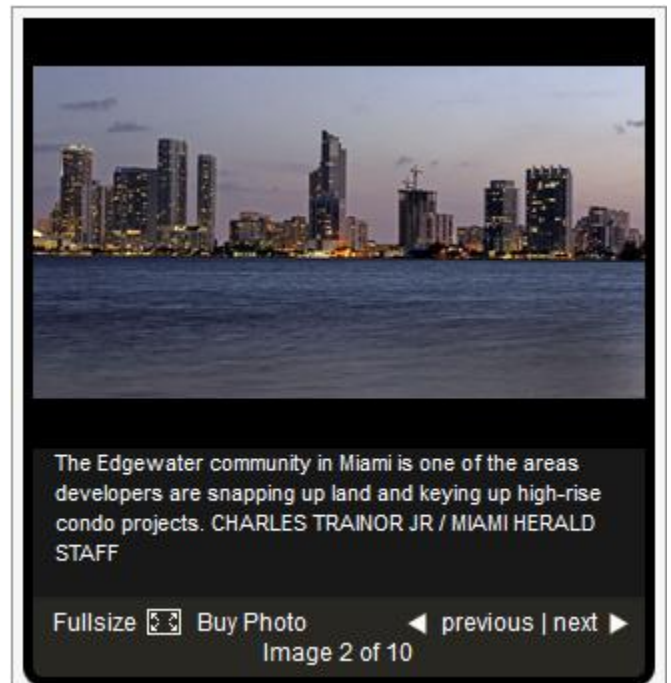 The Edgewater community in Miami is one of the areas
developers are snapping up land and keying up high-rise
condo projects. CHARLES TRAINOR JR / MIAMI HERALD
STAFF
Fullsize Buy Photo previous | next
Image 2 of 10